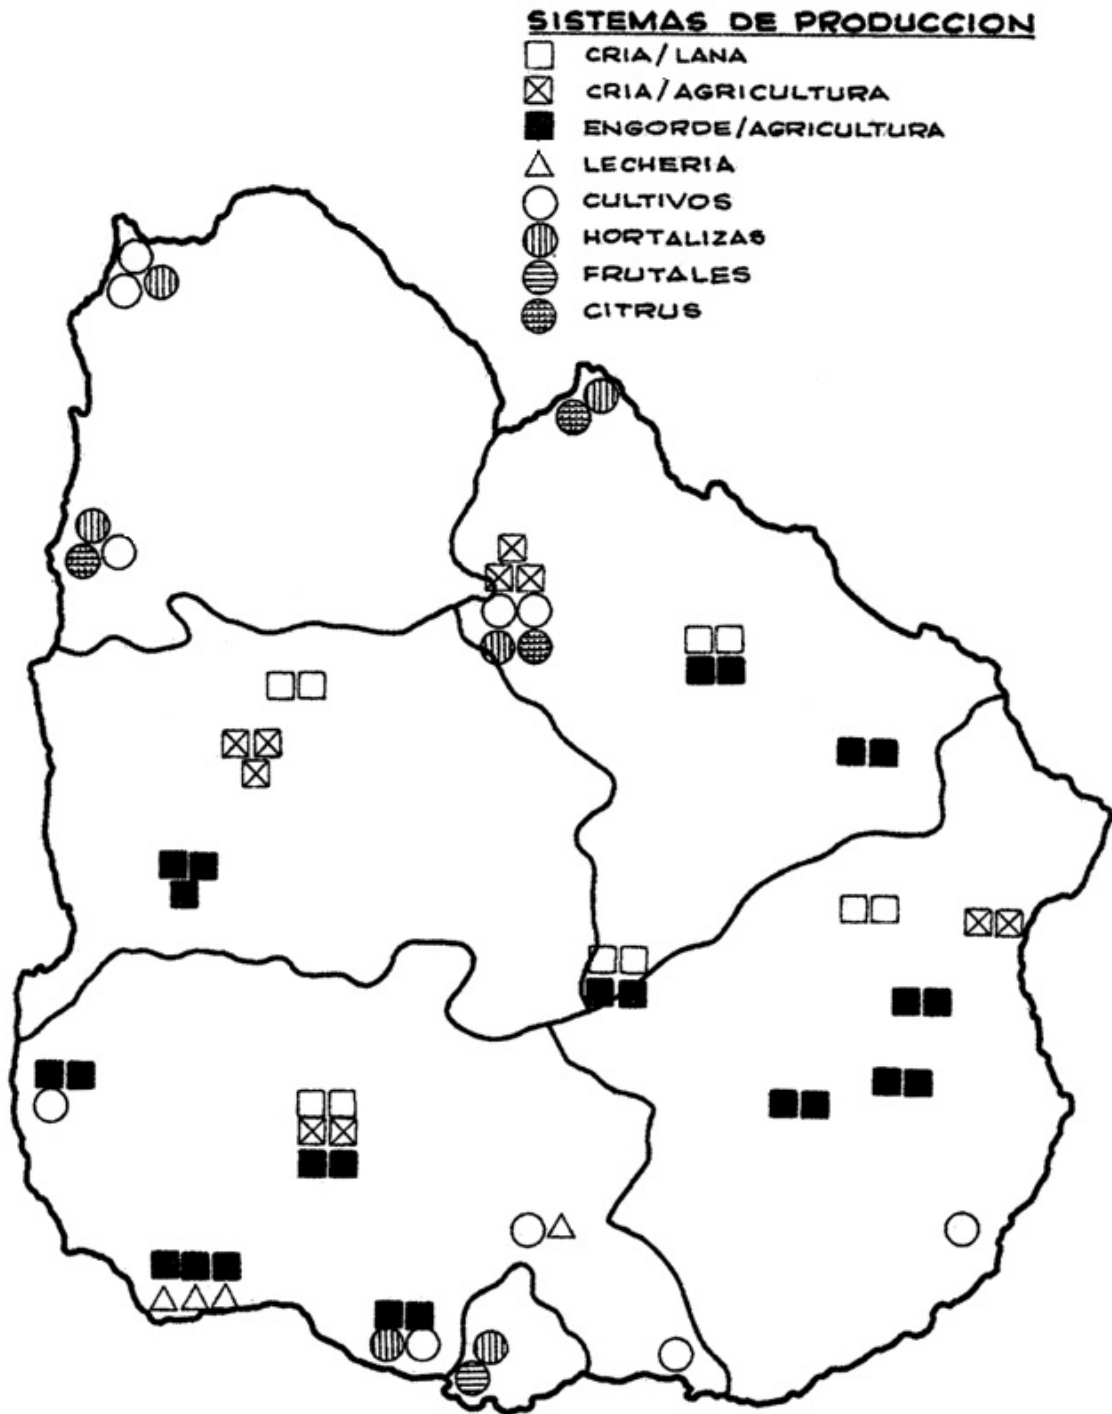 SISTEMAS DE PRODUCCION
CRIA/LANA
CRIA/AGRICULTURA
ENGORDE/AGRICULTURA
LECHERIA
CULTIVOS
HORTALIZAS
FRUTALES
CITRUS